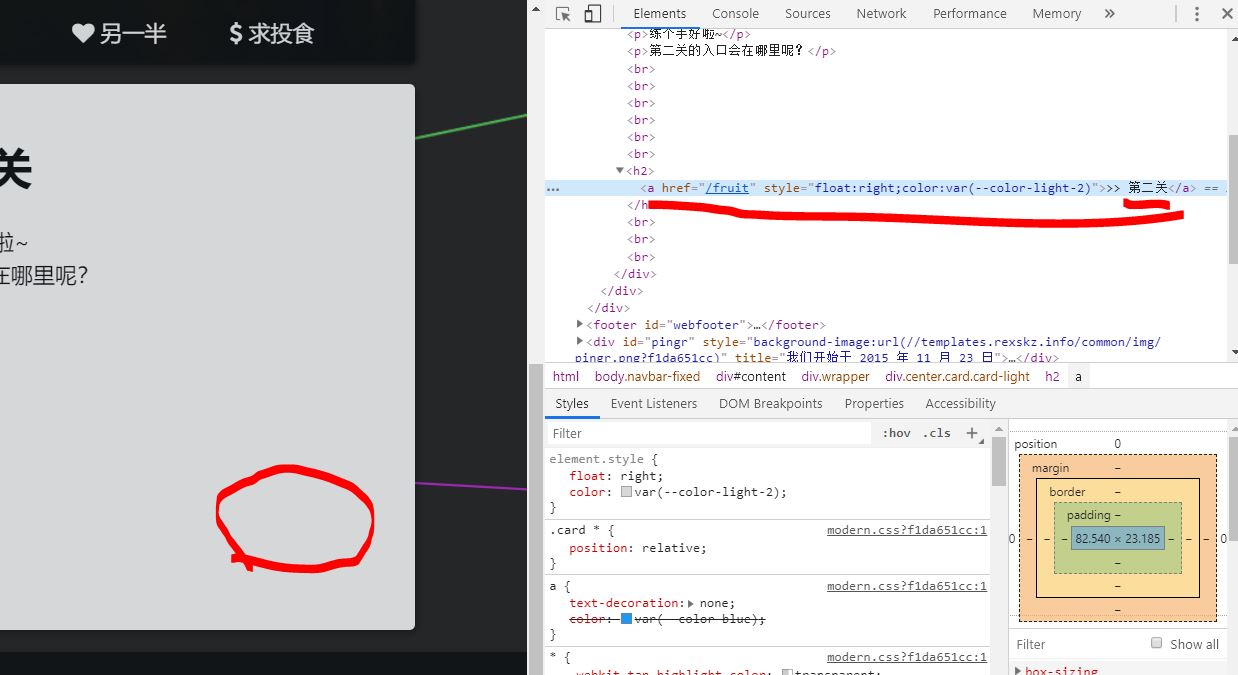 另一半
求投食
关
啦~
在哪里呢？
Elements Console Sources Network Performance Memory »
<p>练个手好啦~</p>
<p>第二关的入口会在哪里呢？</p>
<br>
<br>
<br>
<br>
<br>
<br>
▼<h2>
… <a href="/fruit" style="float:right;color:var(--color-light-2)">>> 第二关</a> ==
</h
<br>
<br>
<br>
</div>
</div>
</div>
▶<footer id="webfooter">…</footer>
▶<div id="pingr" style="background-image:url(//templates.rexskz.info/common/img/
pingr.png?f1da651cc)" title="我们开始于 2015 年 11 月 23 日">…</div>
html body.navbar-fixed div#content div.wrapper div.center.card.card-light h2 a
Styles Event Listeners DOM Breakpoints Properties Accessibility
Filter :hov .cls +
element.style {
float: right;
color: var(--color-light-2);
}
.card * { modern.css?f1da651cc:1
position: relative;
}
a { modern.css?f1da651cc:1
text-decoration:▶ none;
color: var(--color-blue);
}
* { modern.css?f1da651cc:1
-webkit-tap-highlight-color: transparent;
position 0
margin –
border –
padding –
0 – – – 82.540 × 23.185 – – – 0
–
–
–
Filter Show all
▶ box-sizing